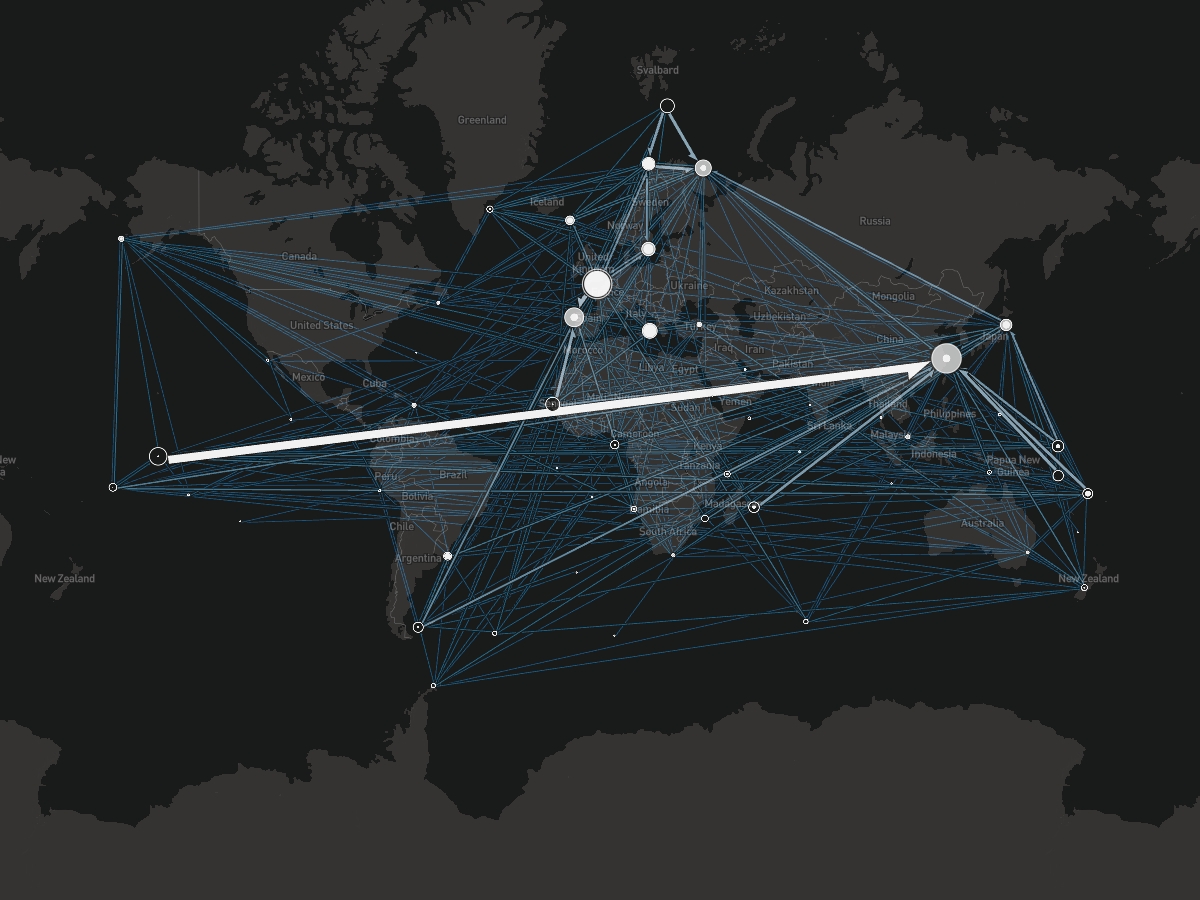 Svalbard
Greenland
Iceland
Sweden
Norway
Russia
Canada
United
Kingdom
Ukraine
Kazakhstan
Mongolia
United States
Italy
Turkey
Uzbekistan
China
Japan
Morocco
Iraq
Iran
Pakistan
Libya
Egypt
Mexico
Cuba
Sudan
Yemen
Thailand
Philippines
Sri Lanka
Malaysia
Colombia
Cameroon
Kenya
Indonesia
New
Papua New
Guinea
Tanzania
Peru
Brazil
Angola
Bolivia
Namibia
Madagascar
Chile
South Africa
Australia
Argentina
New Zealand
New Zealand